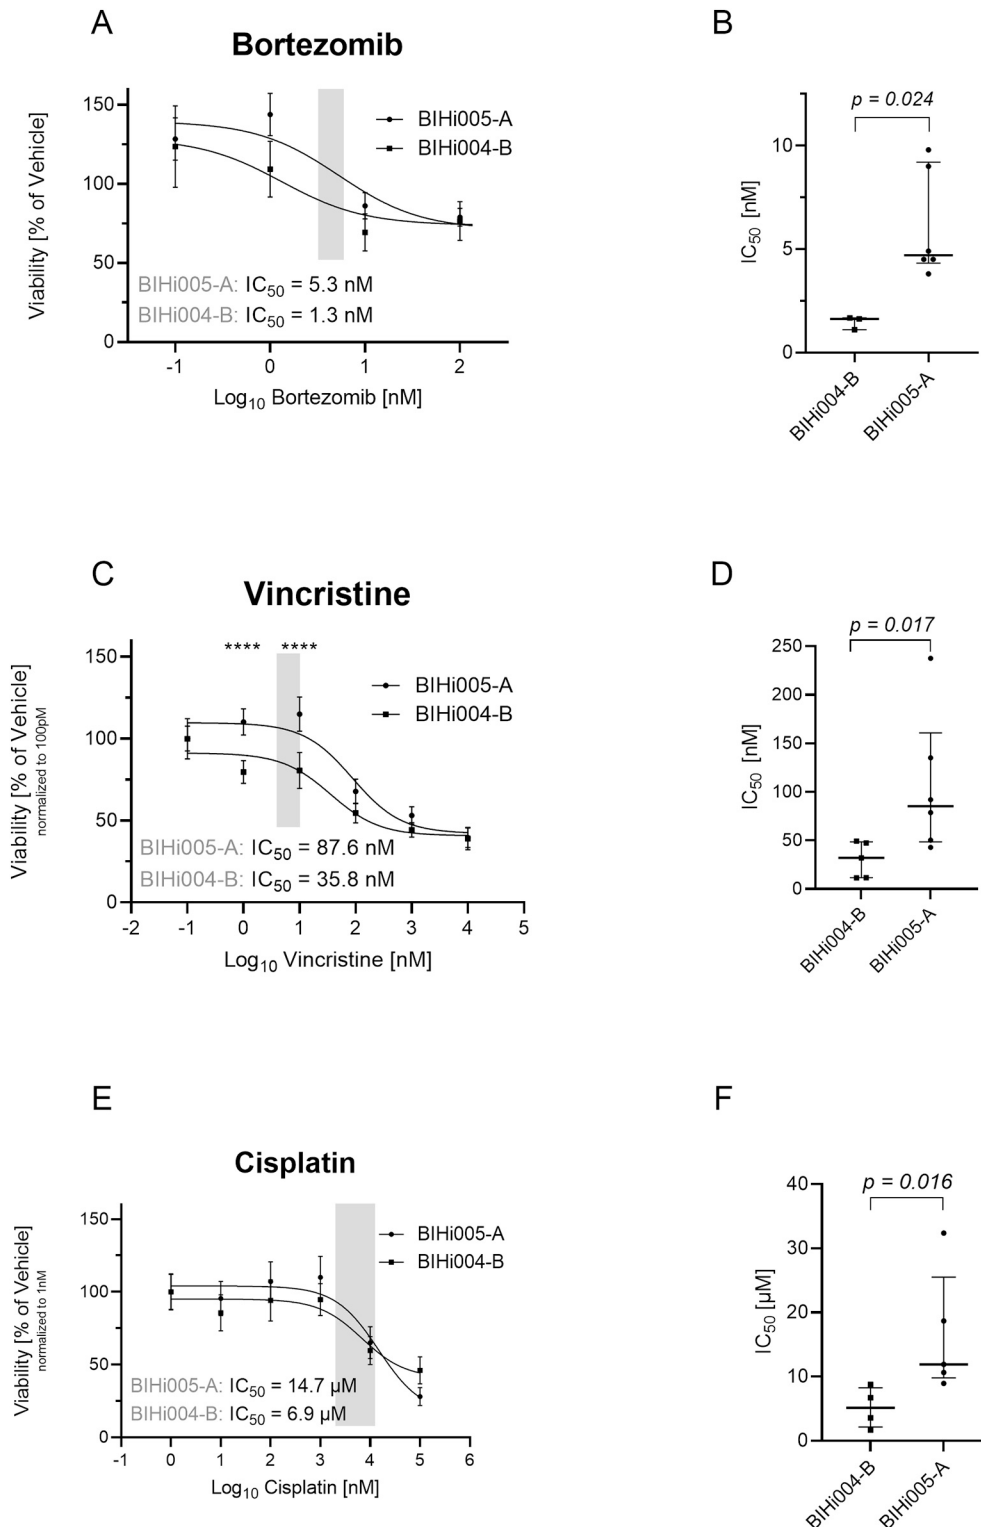 A
Bortezomib
Viability [% of Vehicle]
150
100
50
0
-1
0
1
2
Log10 Bortezomib [nM]
BIHi005-A
BIHi004-B
BIHi005-A: IC50 = 5.3 nM
BIHi004-B: IC50 = 1.3 nM
B
p = 0.024
IC50 [nM]
10
5
0
BIHi004-B
BIHi005-A
C
Vincristine
Viability [% of Vehicle]
normalized to 100pM
150
100
50
0
**** ****
BIHi005-A
BIHi004-B
BIHi005-A: IC50 = 87.6 nM
BIHi004-B: IC50 = 35.8 nM
-2
-1
0
1
2
3
4
5
Log10 Vincristine [nM]
D
p = 0.017
IC50 [nM]
250
200
150
100
50
0
BIHi004-B
BIHi005-A
E
Cisplatin
Viability [% of Vehicle]
normalized to 1nM
150
100
50
0
BIHi005-A
BIHi004-B
BIHi005-A: IC50 = 14.7 µM
BIHi004-B: IC50 = 6.9 µM
-1
0
1
2
3
4
5
6
Log10 Cisplatin [nM]
F
p = 0.016
IC50 [µM]
40
30
20
10
0
BIHi004-B
BIHi005-A